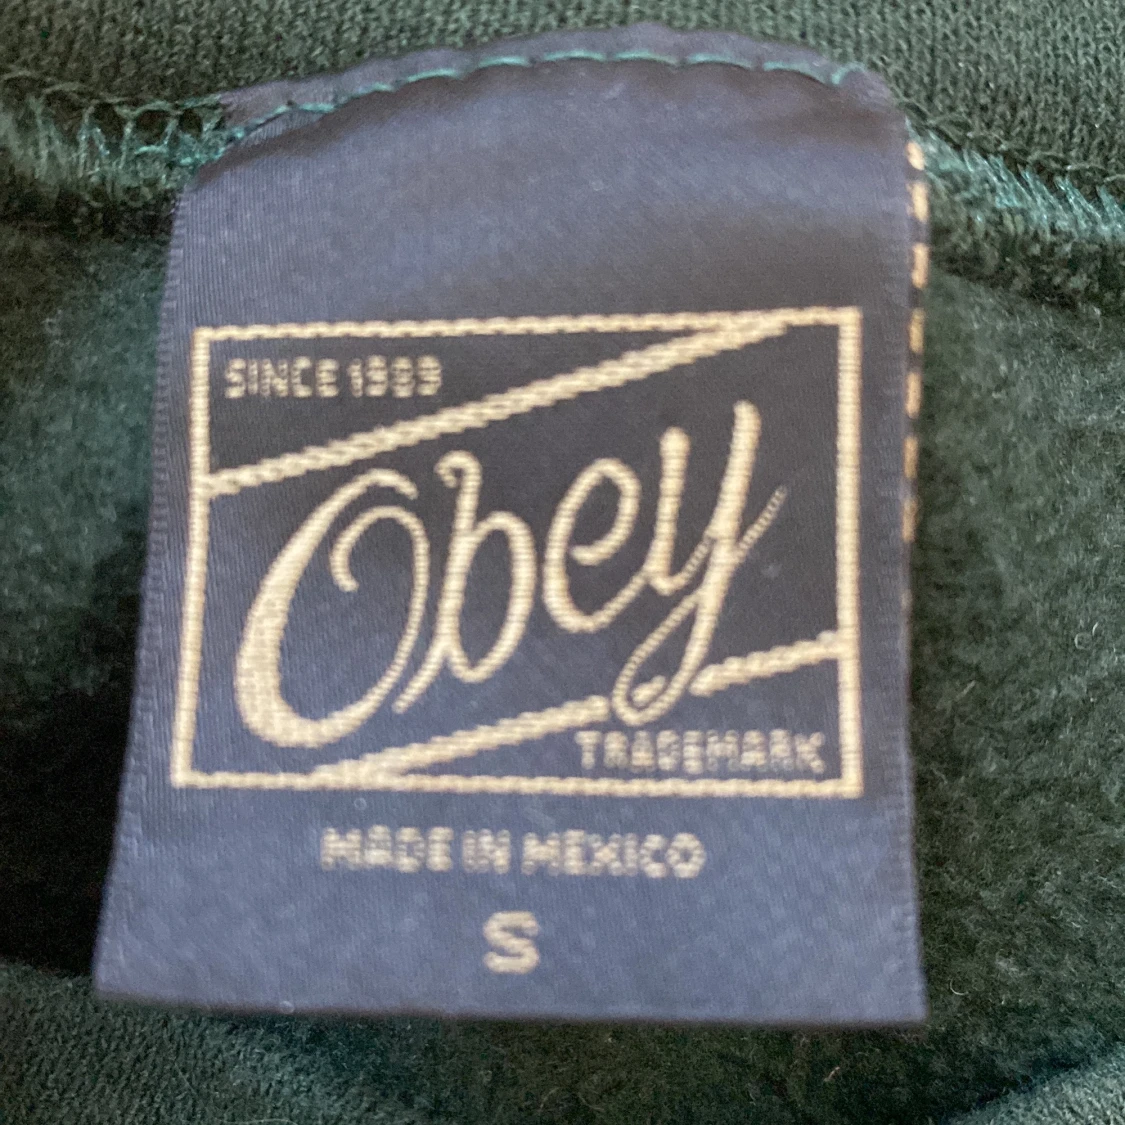 SINCE 1989
Obey
TRADEMARK
MADE IN MEXICO
S